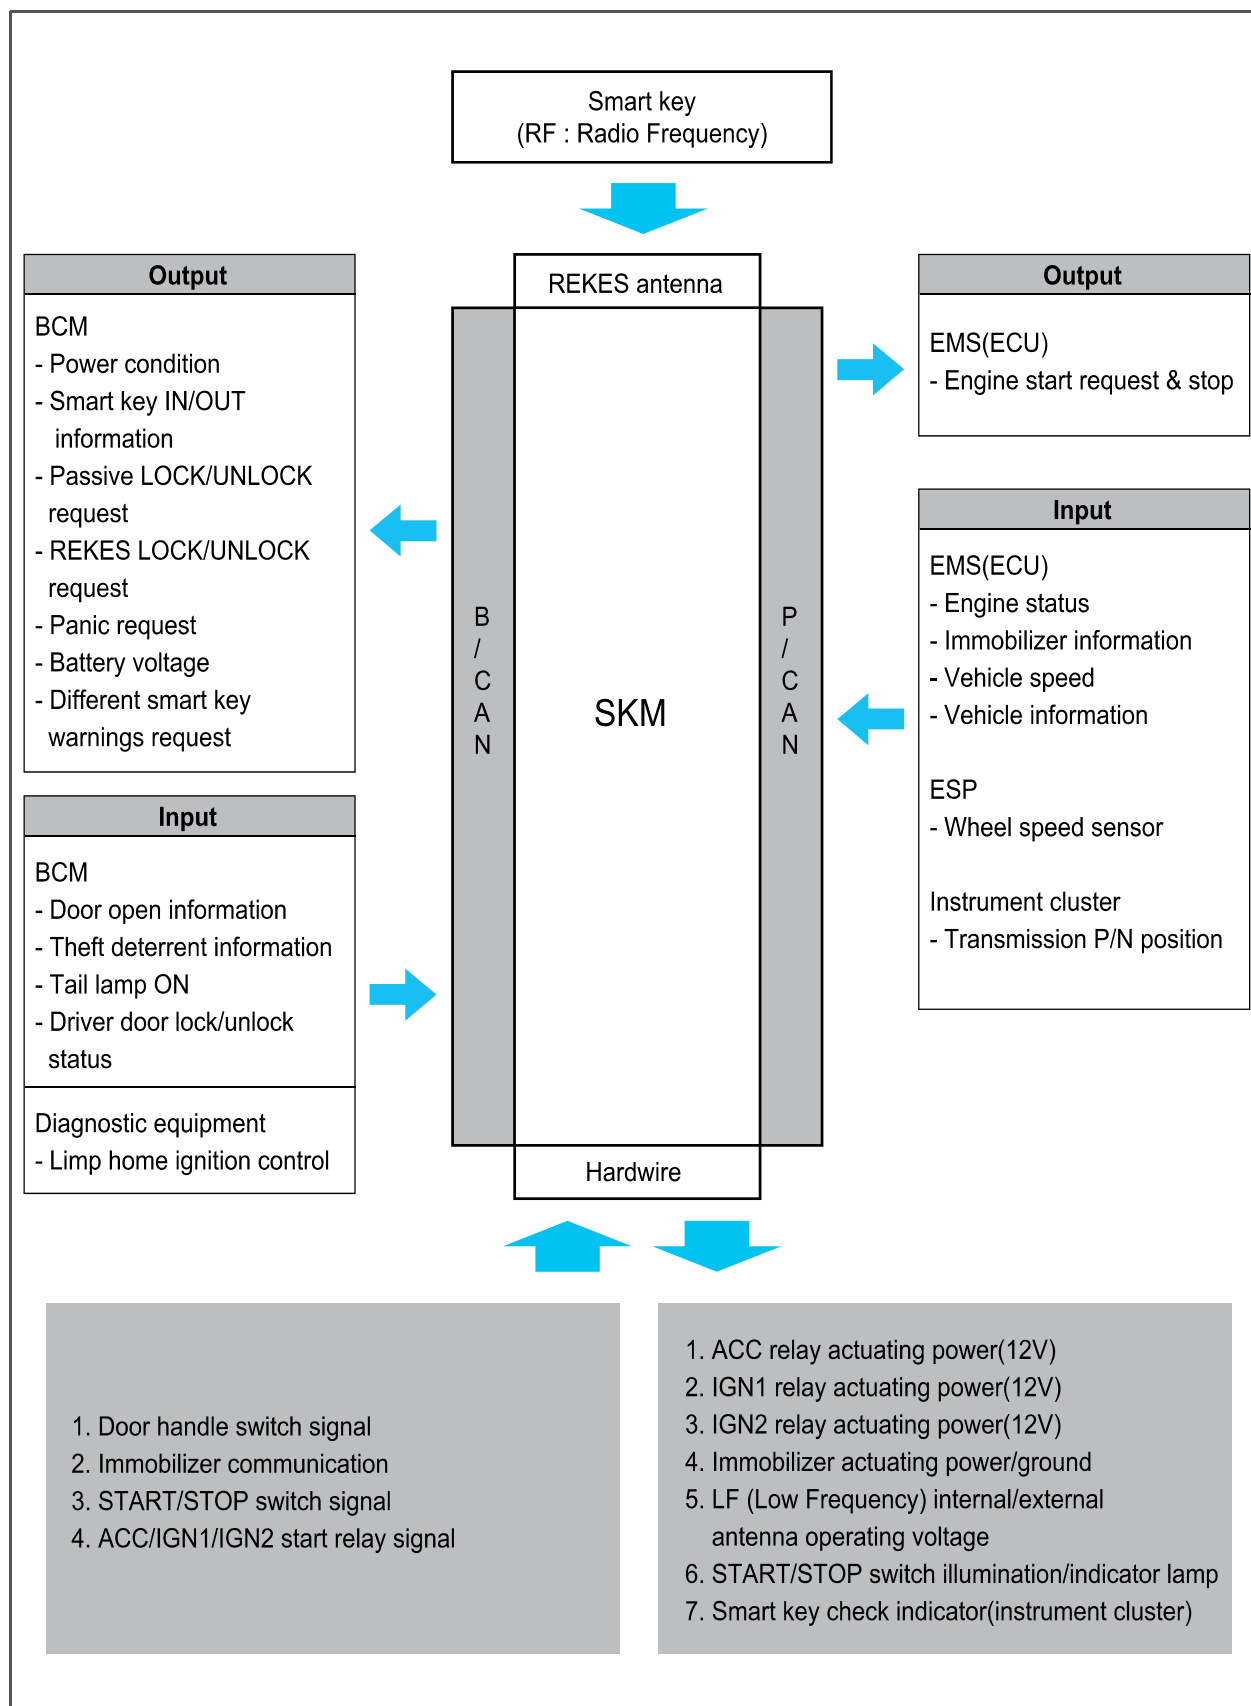 Smart key
(RF : Radio Frequency)
REKES antenna
Output
BCM
- Power condition
- Smart key IN/OUT
information
- Passive LOCK/UNLOCK
request
- REKES LOCK/UNLOCK
request
- Panic request
- Battery voltage
- Different smart key
warnings request
Input
BCM
- Door open information
- Theft deterrent information
- Tail lamp ON
- Driver door lock/unlock
status
Diagnostic equipment
- Limp home ignition control
B
/
C
A
N
SKM
P
/
C
A
N
Output
EMS(ECU)
- Engine start request & stop
Input
EMS(ECU)
- Engine status
- Immobilizer information
- Vehicle speed
- Vehicle information
ESP
- Wheel speed sensor
Instrument cluster
- Transmission P/N position
Hardwire
1. Door handle switch signal
2. Immobilizer communication
3. START/STOP switch signal
4. ACC/IGN1/IGN2 start relay signal
1. ACC relay actuating power(12V)
2. IGN1 relay actuating power(12V)
3. IGN2 relay actuating power(12V)
4. Immobilizer actuating power/ground
5. LF (Low Frequency) internal/external
antenna operating voltage
6. START/STOP switch illumination/indicator lamp
7. Smart key check indicator(instrument cluster)